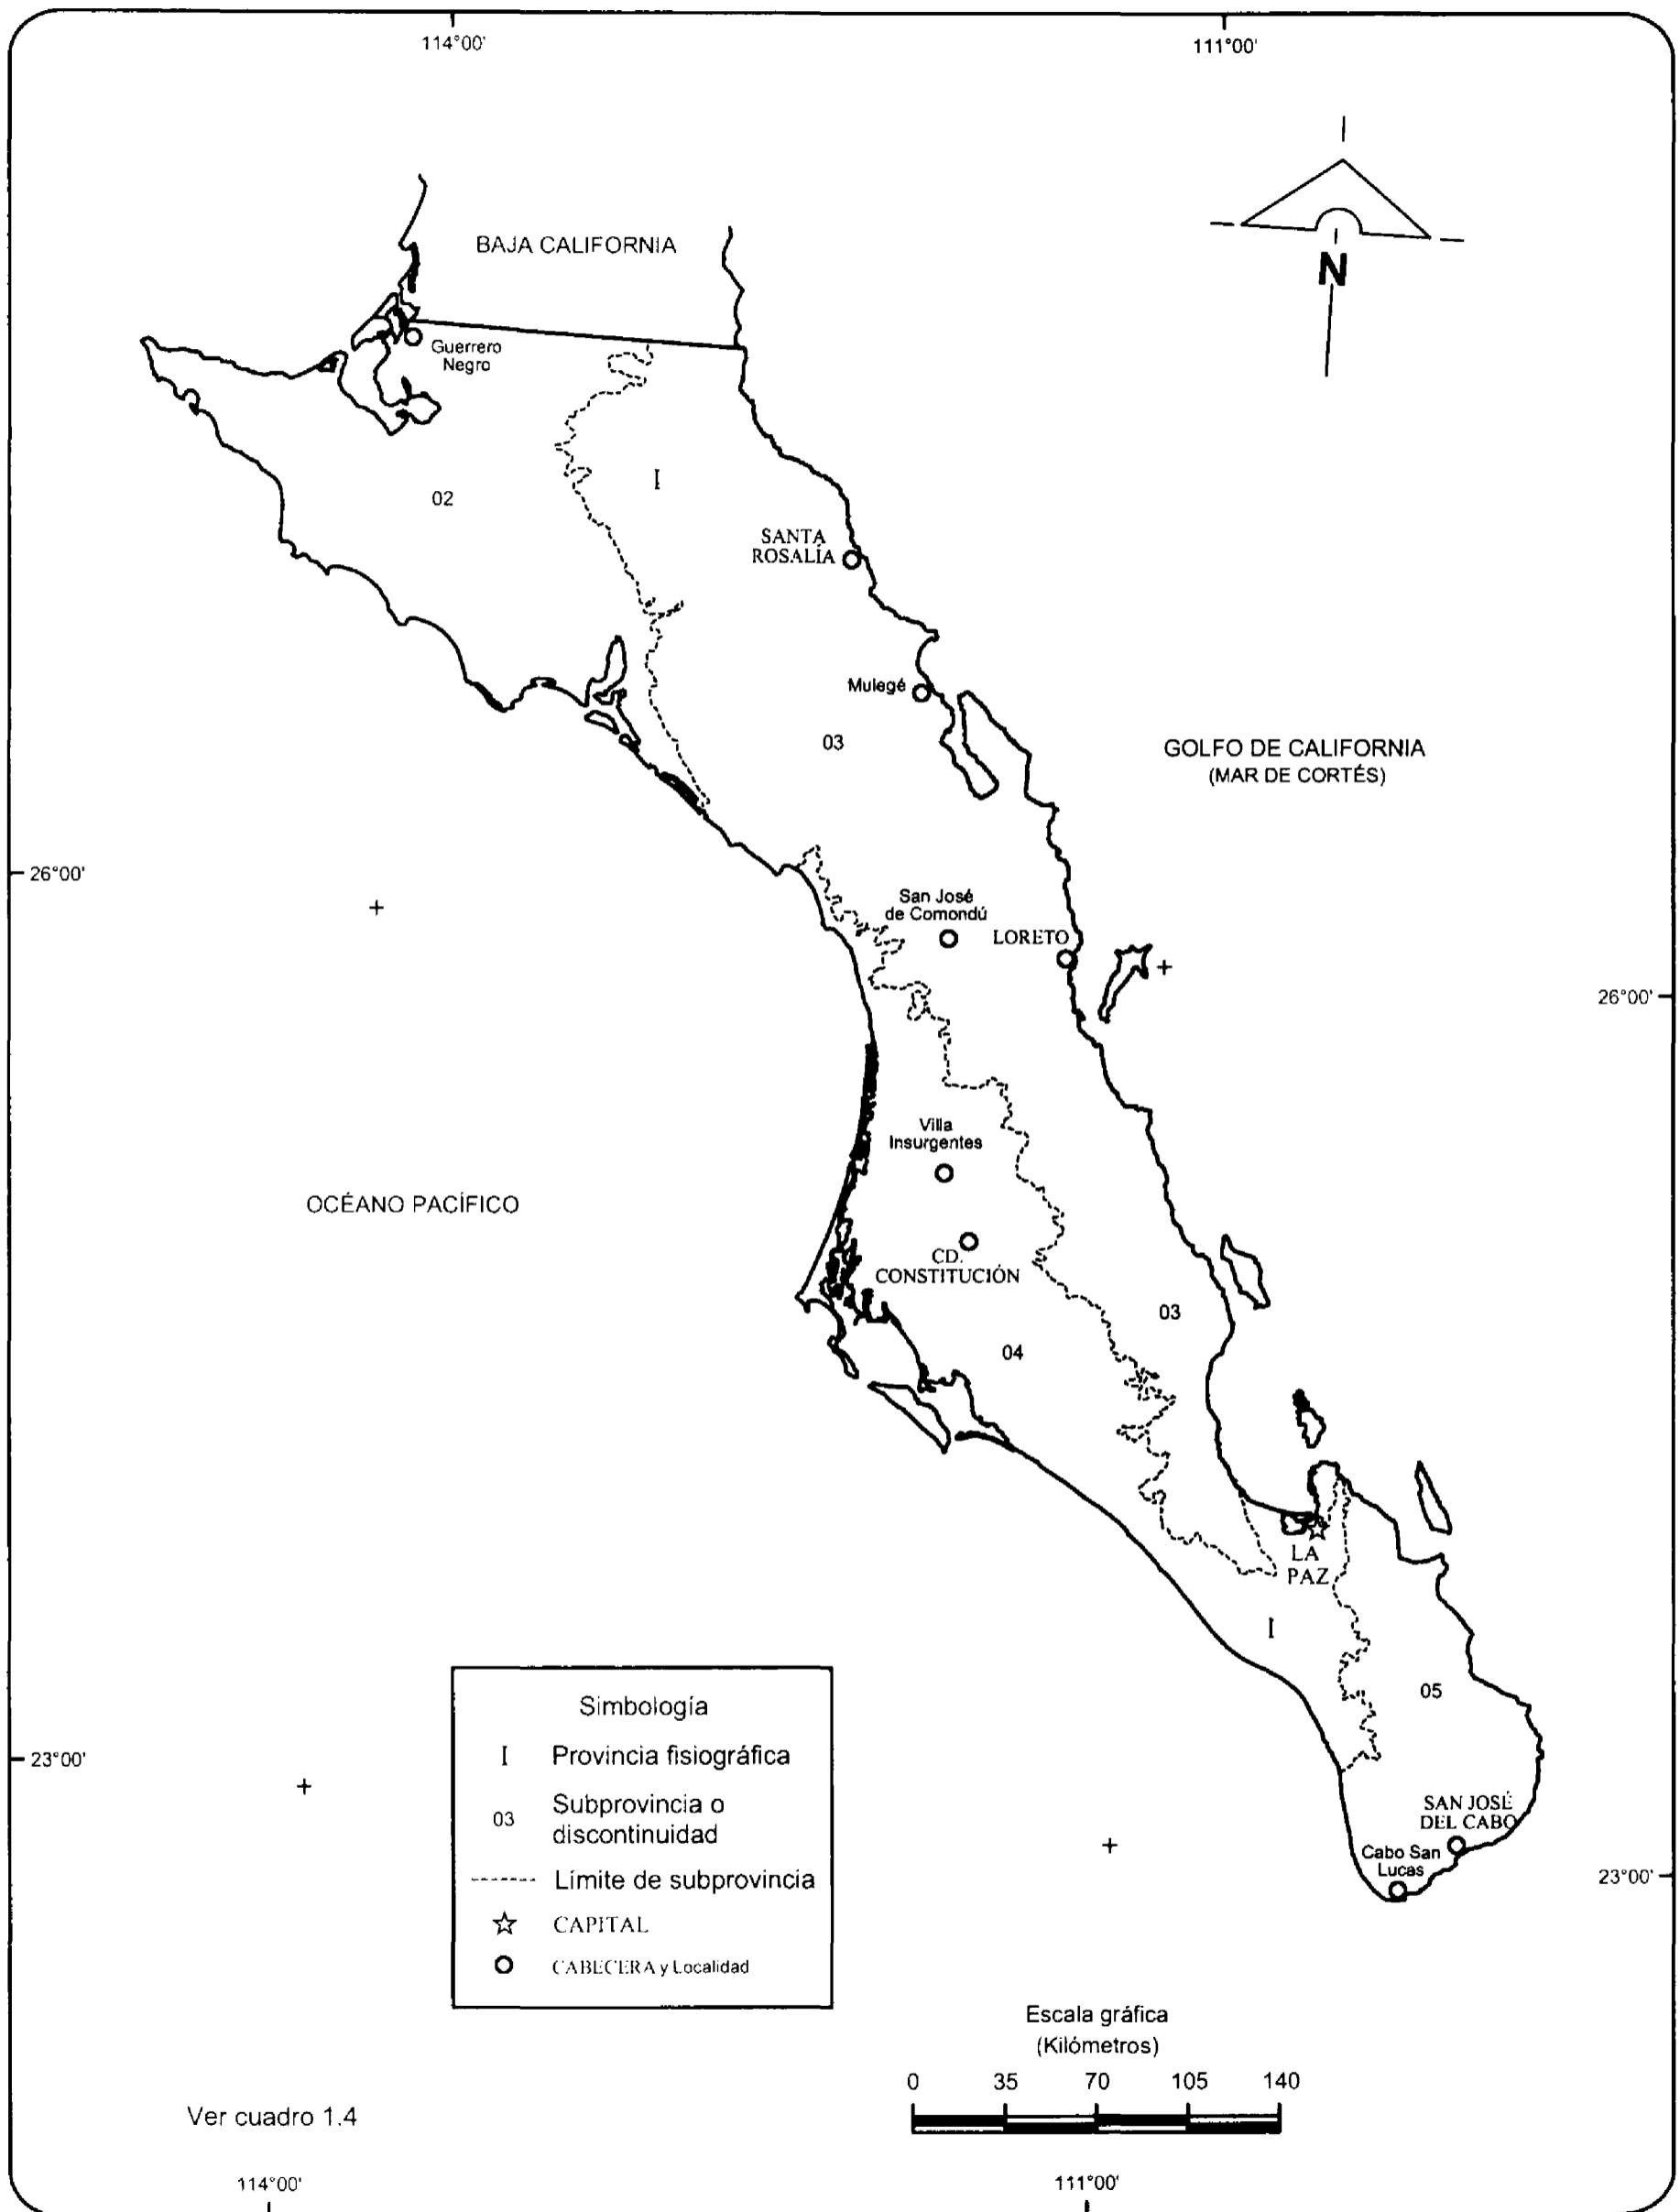 114°00'
111°00'
BAJA CALIFORNIA
N
Guerrero
Negro
I
02
SANTA
ROSALÍA
Mulegé
03
GOLFO DE CALIFORNIA
(MAR DE CORTÉS)
26°00'
San José
de Comondú
LORETO
26°00'
Villa
Insurgentes
OCÉANO PACÍFICO
CD.
CONSTITUCIÓN
03
04
LA
PAZ
I
05
Simbología
I Provincia fisiográfica
03 Subprovincia o
discontinuidad
Límite de subprovincia
CAPITAL
CABECERA y Localidad
23°00'
SAN JOSÉ
DEL CABO
Cabo San
Lucas
23°00'
Escala gráfica
(Kilómetros)
0 35 70 105 140
Ver cuadro 1.4
114°00'
111°00'